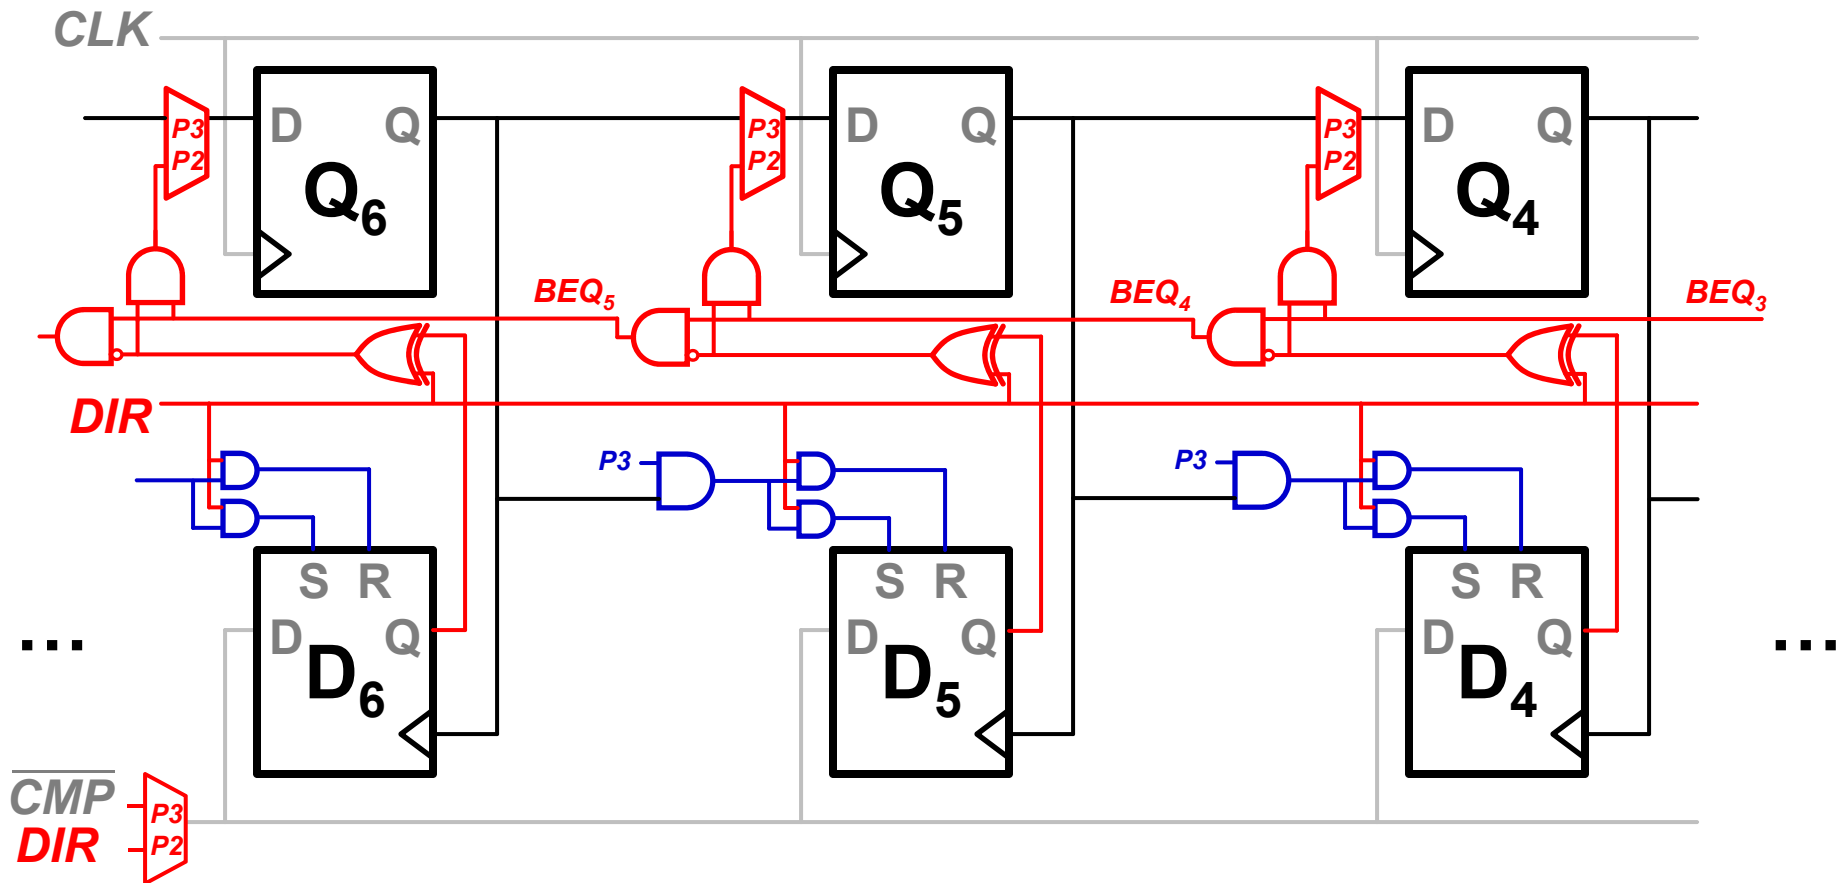 CLK
P3 P2 D Q Q6
P3 P2 D Q Q5
P3 P2 D Q Q4
BEQ5 BEQ4 BEQ3
DIR
P3 P3
S R D Q D6
S R D Q D5
S R D Q D4
... ...
C̅M̅P̅ P3
DIR P2